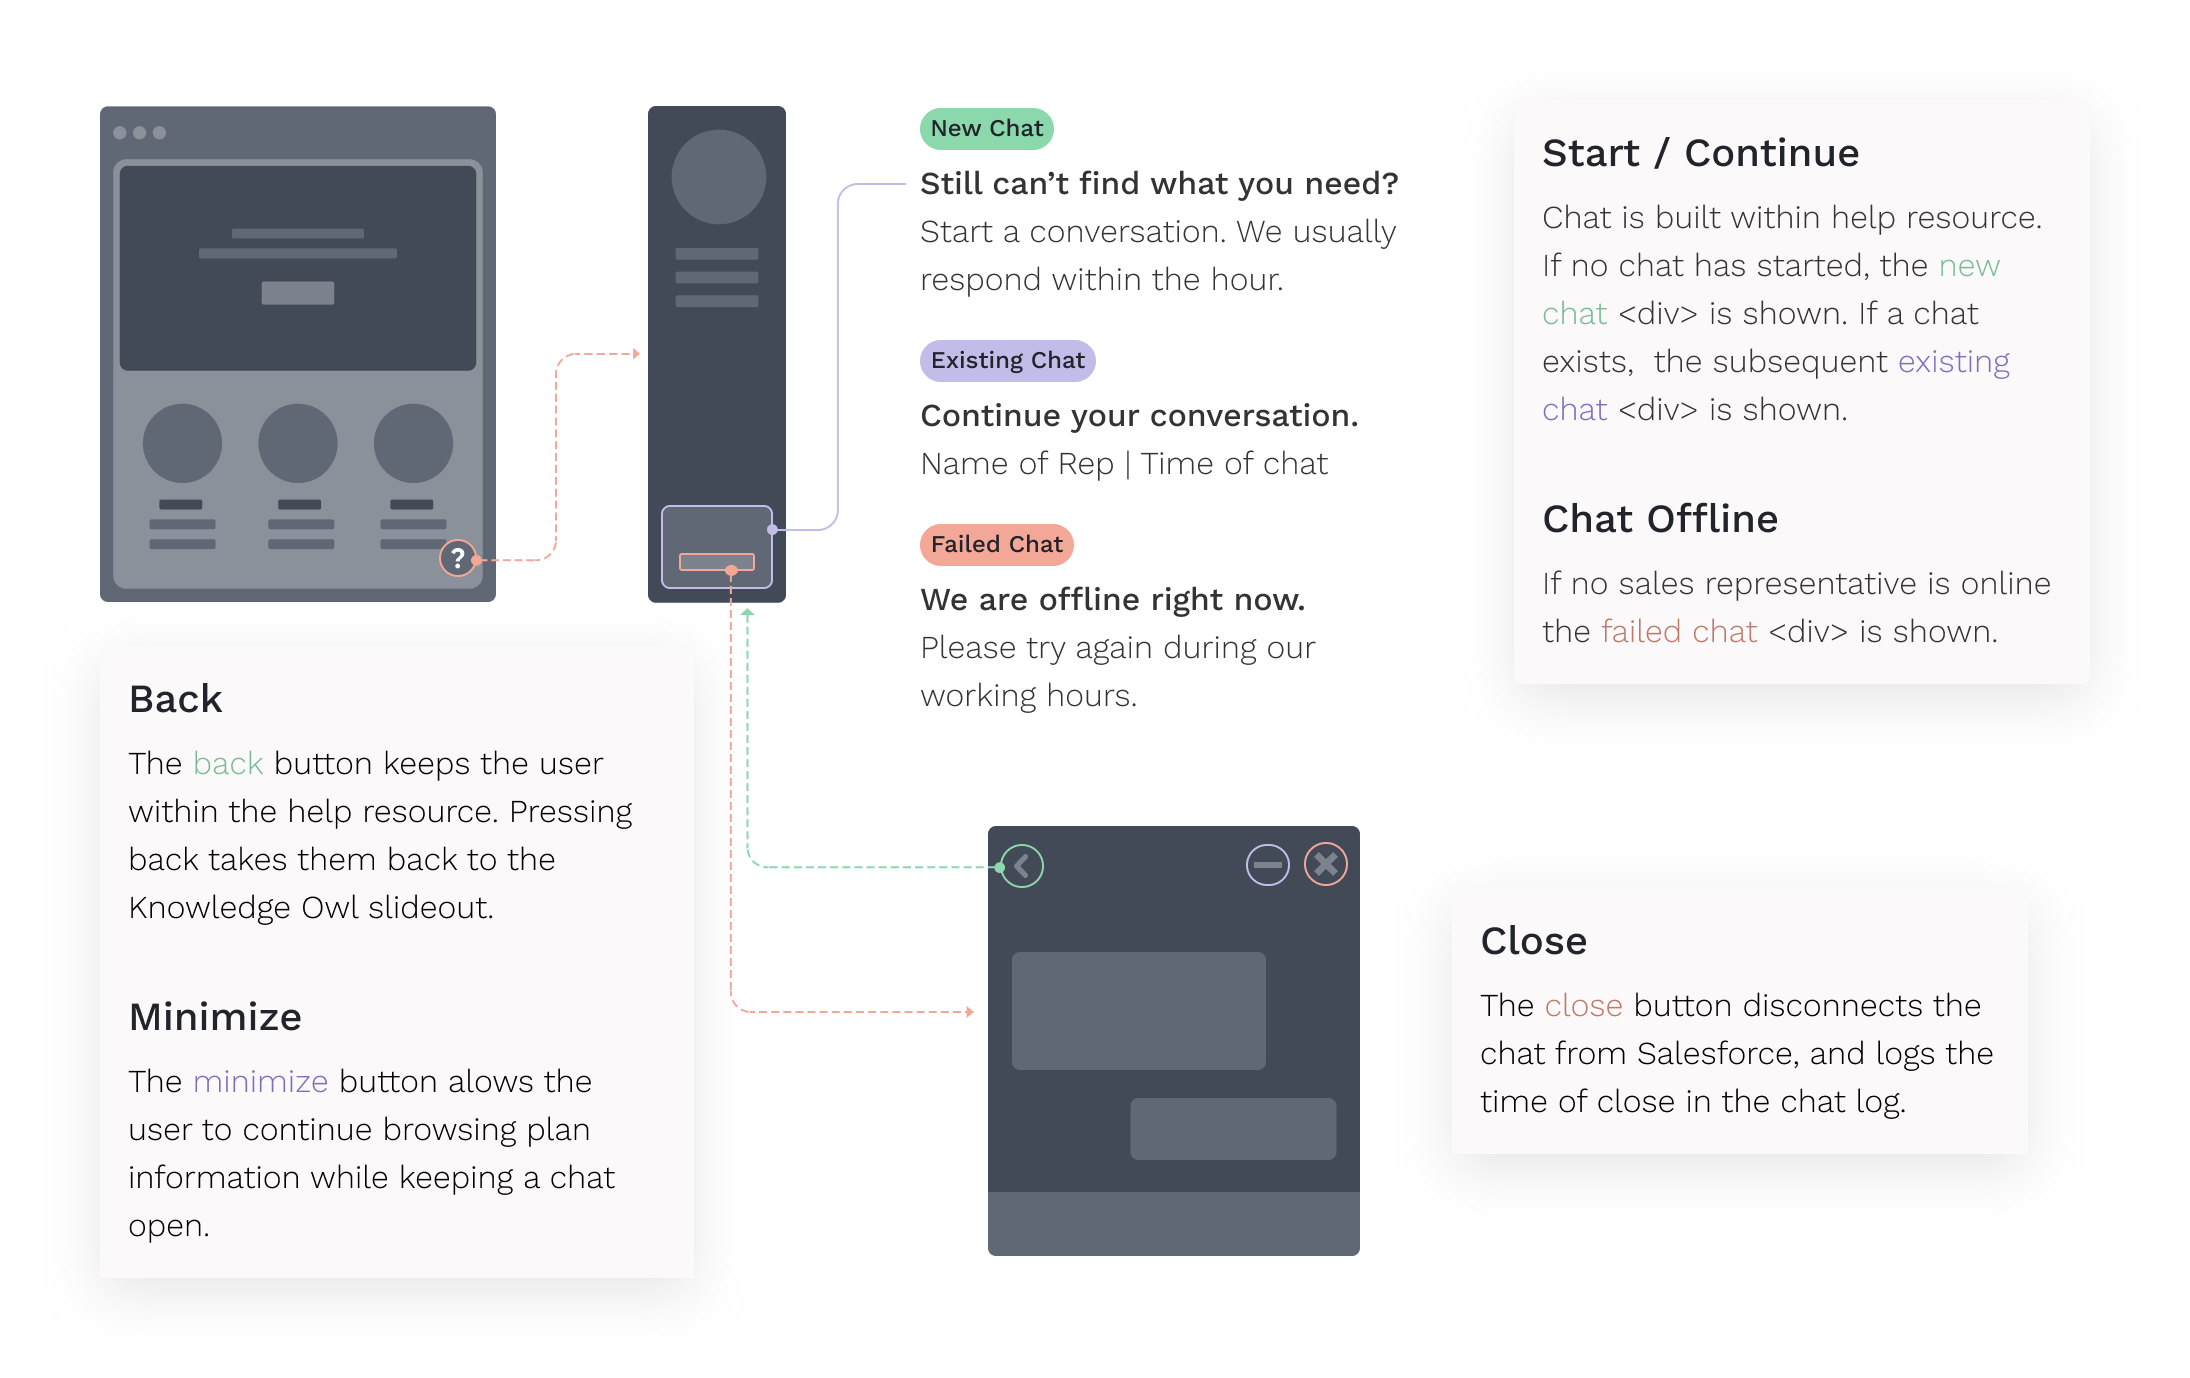 New Chat
Still can’t find what you need?
Start a conversation. We usually
respond within the hour.
Existing Chat
Continue your conversation.
Name of Rep | Time of chat
Failed Chat
We are offline right now.
Please try again during our
working hours.
Start / Continue
Chat is built within help resource.
If no chat has started, the new
chat <div> is shown. If a chat
exists,  the subsequent existing
chat <div> is shown.
Chat Offline
If no sales representative is online
the failed chat <div> is shown.
?
Back
The back button keeps the user
within the help resource. Pressing
back takes them back to the
Knowledge Owl slideout.
Minimize
The minimize button alows the
user to continue browsing plan
information while keeping a chat
open.
Close
The close button disconnects the
chat from Salesforce, and logs the
time of close in the chat log.